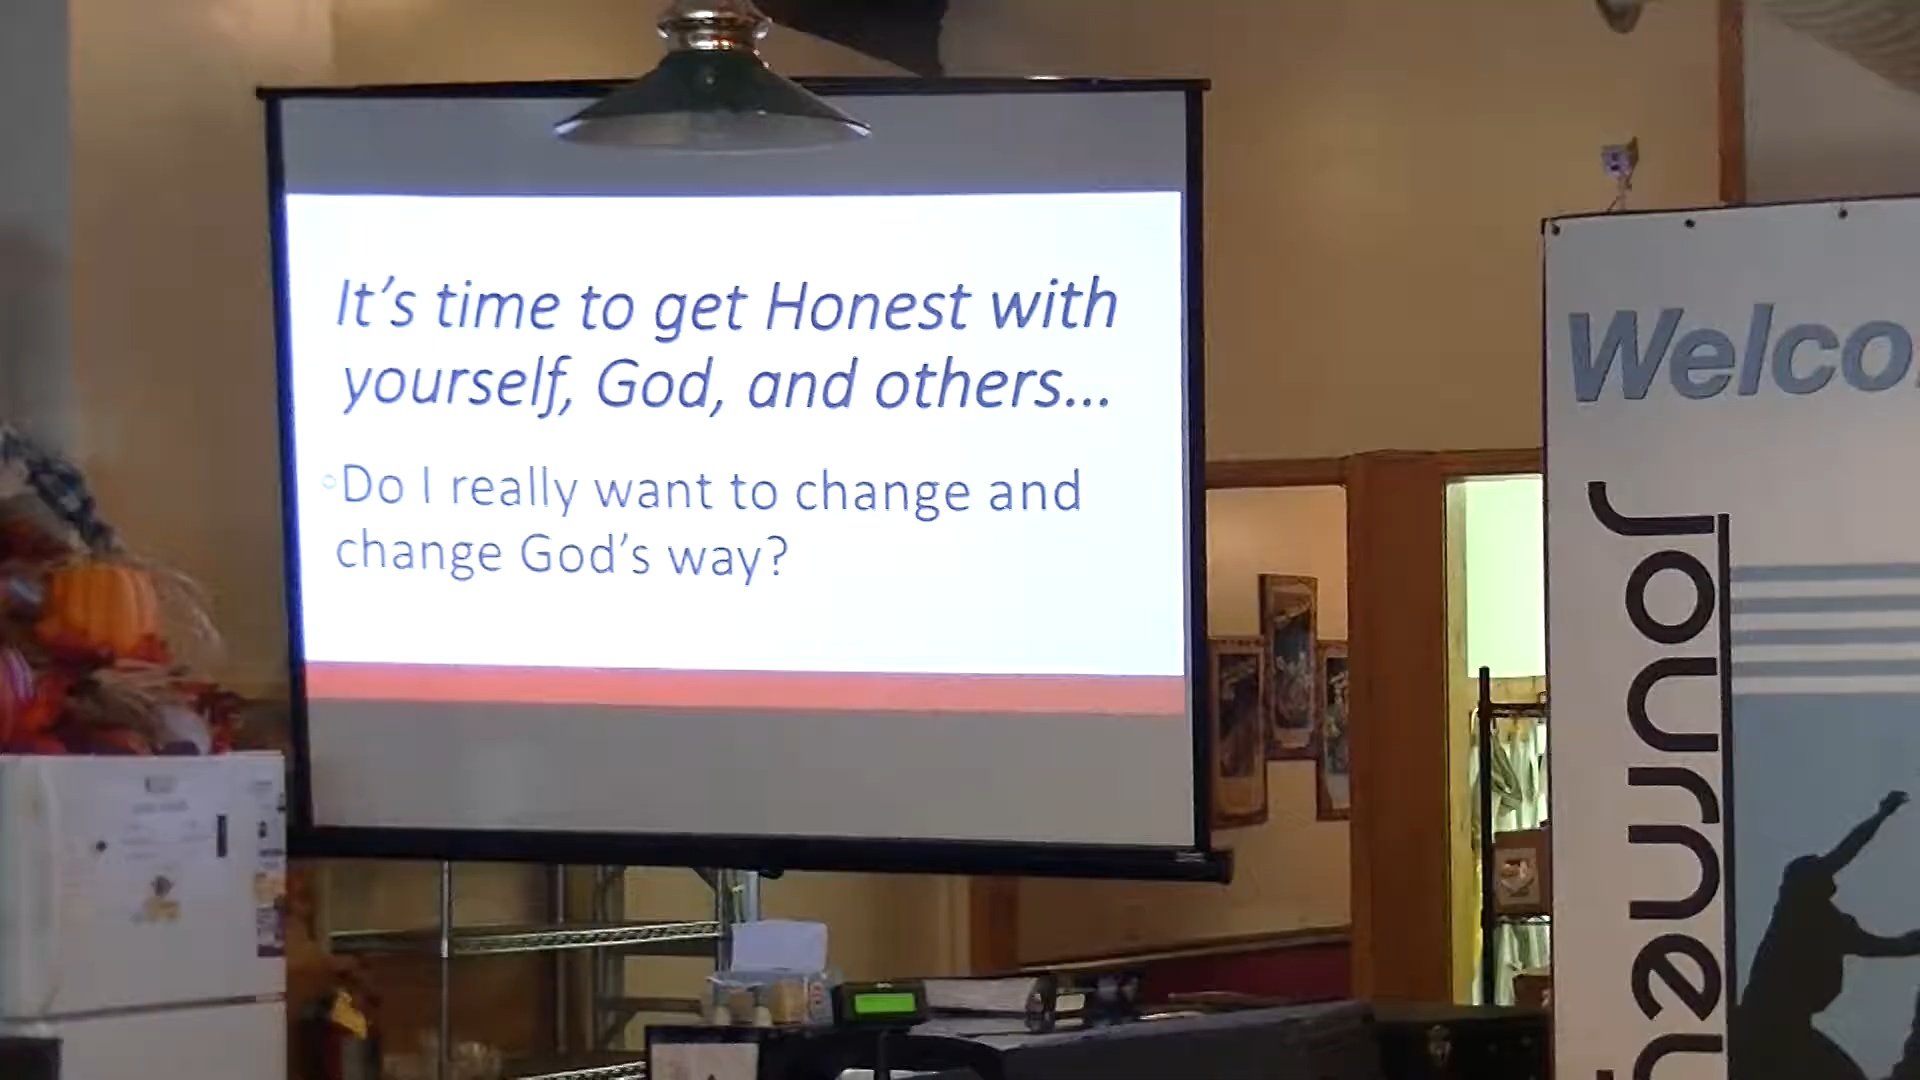 It's time to get Honest with
yourself, God, and others...
Do I really want to change and
change God's way?
Welco
Journey